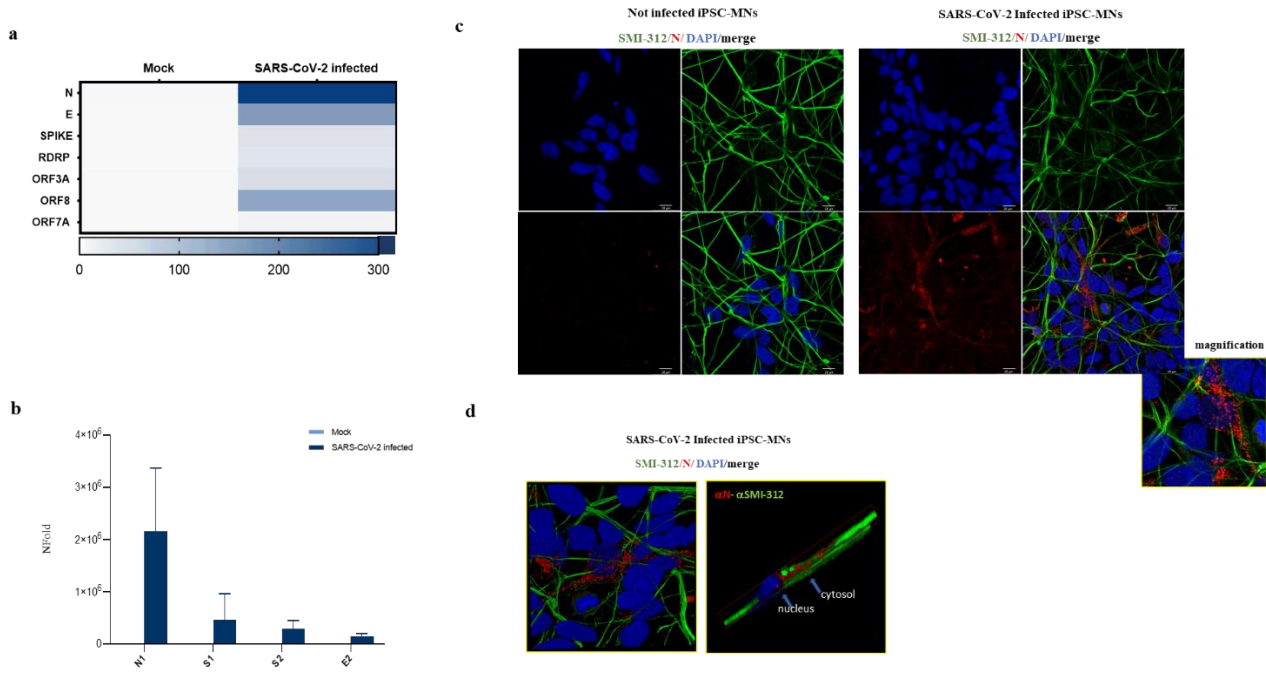 a
Mock SARS-CoV-2 infected
N
E
SPIKE
RDRP
ORF3A
ORF8
ORF7A
0 100 200 300
b
Mock
SARS-CoV-2 infected
NFold
4×10⁶
3×10⁶
2×10⁶
1×10⁶
0
N1 S1 S2 E2
c
Not infected iPSC-MNs
SMI-312/N/ DAPI/merge
SARS-CoV-2 Infected iPSC-MNs
SMI-312/N/ DAPI/merge
magnification
d
SARS-CoV-2 Infected iPSC-MNs
SMI-312/N/ DAPI/merge
αN- αSMI-312
cytosol
nucleus